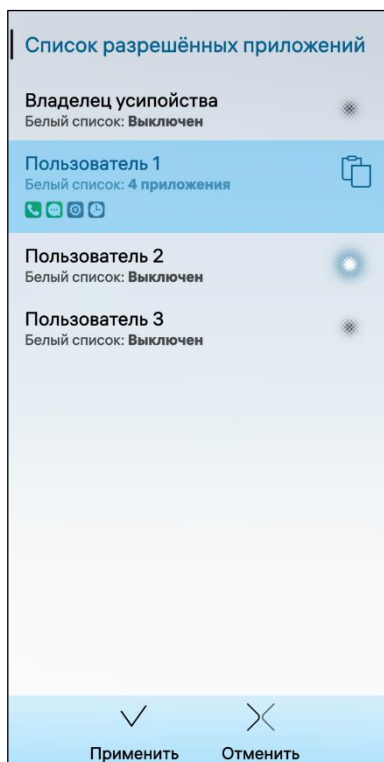 Список разрешённых приложений
Владелец усипойства
Белый список: Выключен
Пользователь 1
Белый список: 4 приложения
Пользователь 2
Белый список: Выключен
Пользователь 3
Белый список: Выключен
Применить Отменить